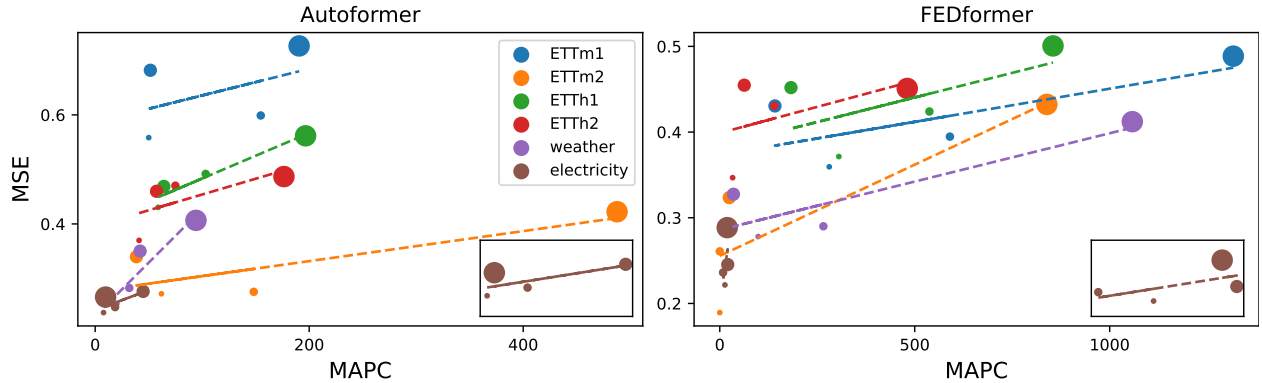 Autoformer
FEDformer
MSE
0.6
0.4
ETTm1
ETTm2
ETTh1
ETTh2
weather
electricity
0
200
400
MAPC
0.5
0.4
0.3
0.2
0
500
1000
MAPC